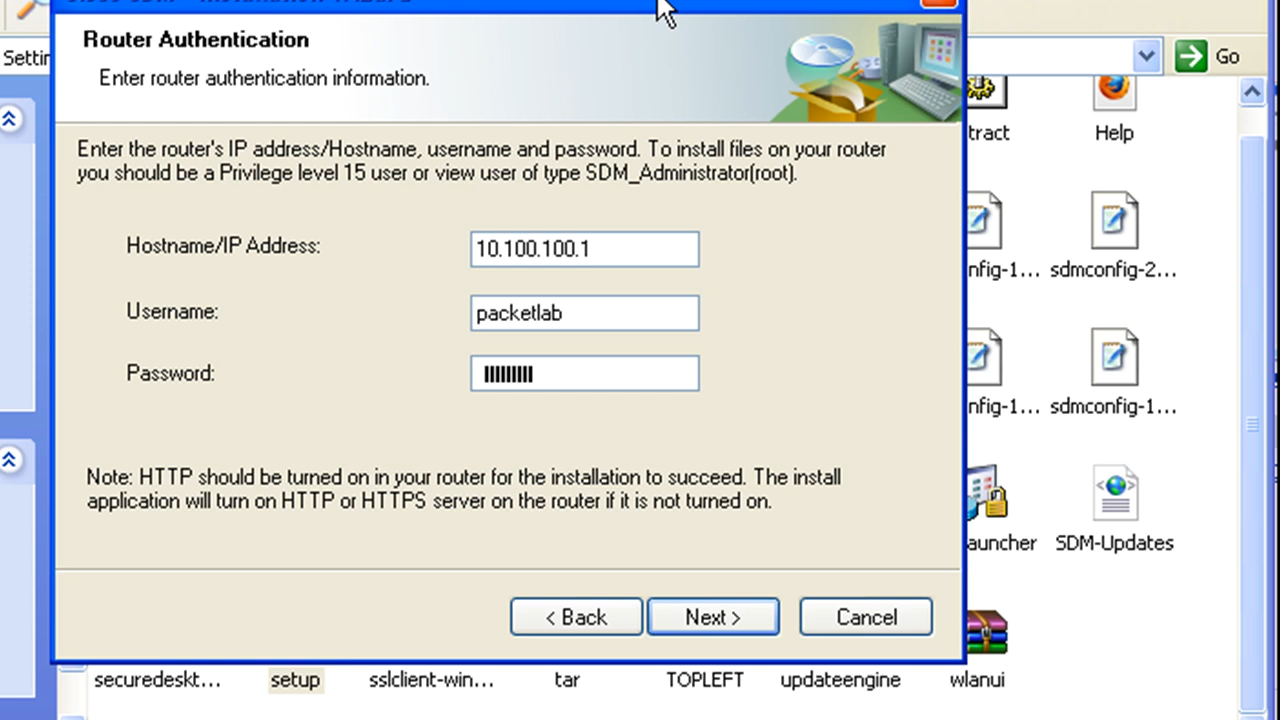 Router Authentication
Enter router authentication information.
Enter the router's IP address/Hostname, username and password. To install files on your router
you should be a Privilege level 15 user or view user of type SDM_Administrator(root).
Hostname/IP Address:
10.100.100.1
Username:
packetlab
Password:
Note: HTTP should be turned on in your router for the installation to succeed. The install
application will turn on HTTP or HTTPS server on the router if it is not turned on.
< Back
Next >
Cancel
Settin
Go
tract
Help
nfig-1...
sdmconfig-2...
nfig-1...
sdmconfig-1...
auncher
SDM-Updates
securedeskt...
setup
sslclient-win...
tar
TOPLEFT
updateengine
wlanui